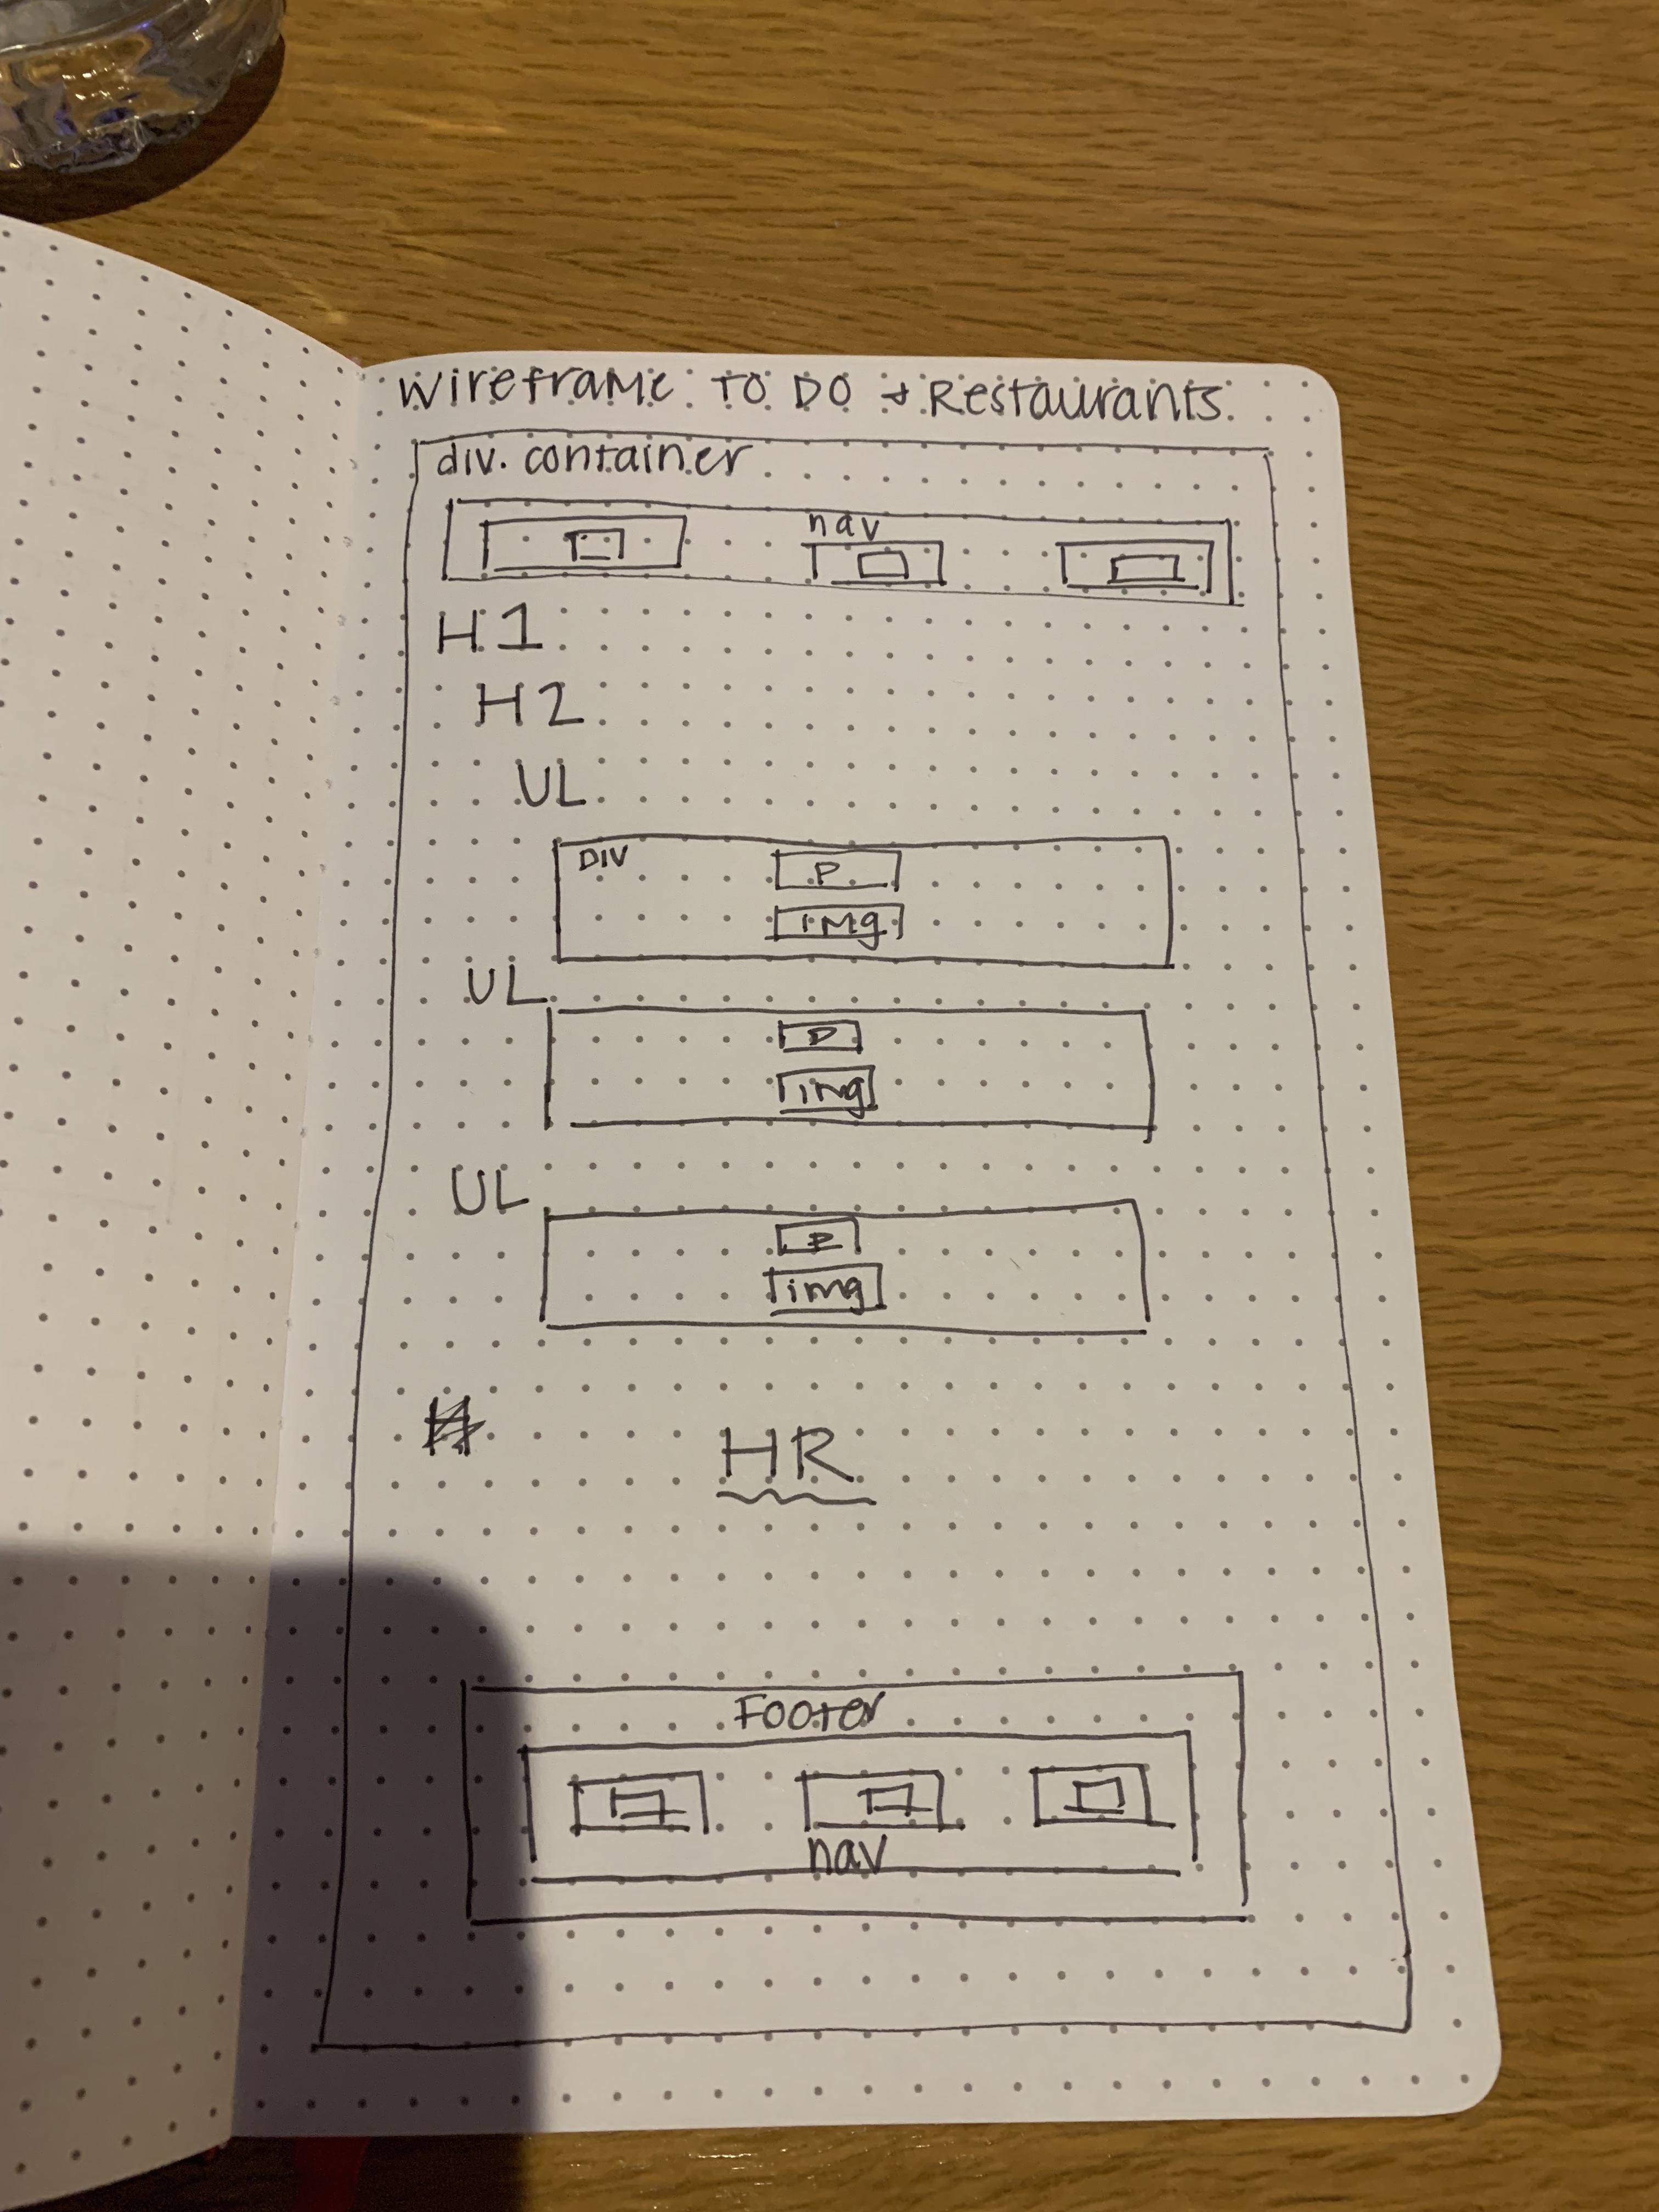 Wireframe TO DO + Restaurants
div. container
nav
H1
H2
UL
DIV
P
img
UL
P
img
UL
P
img
HR
Footer
nav